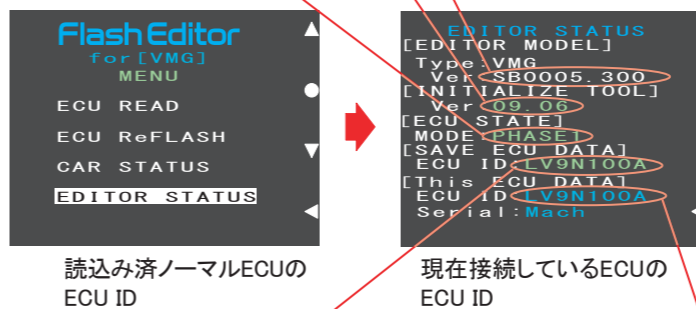 Flash Editor
for[VMG]
MENU
ECU READ
ECU ReFLASH
CAR STATUS
EDITOR STATUS
読込み済ノーマルECUの
ECU ID
EDITOR STATUS
[EDITOR MODEL]
Type:VMG
Ver SB0005.300
[INITIALIZE TOOL]
Ver 09.06
[ECU STATE]
MODE:PHASE1
[SAVE ECU DATA]
ECU ID:LV9N100A
[This ECU DATA]
ECU ID LV9N100A
Serial:Mach
現在接続しているECUの
ECU ID